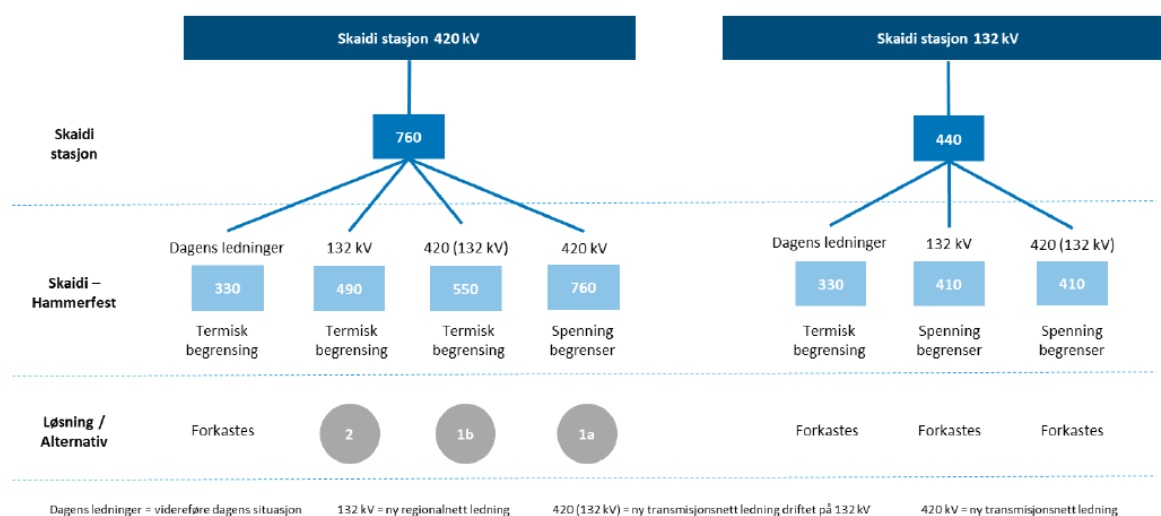 Skaidi stasjon 420 kV
Skaidi stasjon 132 kV
Skaidi
stasjon
760
440
Skaidi –
Hammerfest
Dagens ledninger
132 kV
420 (132 kV)
420 kV
Dagens ledninger
132 kV
420 (132 kV)
330
490
550
760
330
410
410
Termisk
begrensing
Termisk
begrensing
Termisk
begrensing
Spenning
begrenser
Termisk
begrensing
Spenning
begrenser
Spenning
begrenser
Løsning /
Alternativ
Forkastes
2
1b
1a
Forkastes
Forkastes
Forkastes
Dagens ledninger = videreføre dagens situasjon
132 kV = ny regionalnett ledning
420 (132 kV) = ny transmisjonsnett ledning driftet på 132 kV
420 kV = ny transmisjonsnett ledning